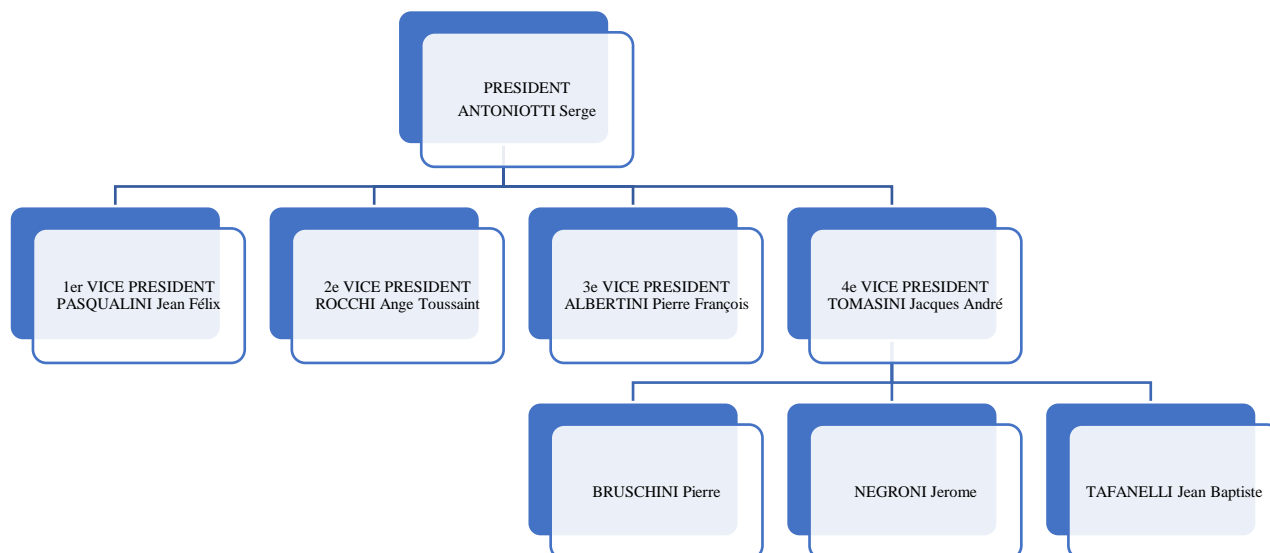 PRESIDENT
ANTONIOTTI Serge
1er VICE PRESIDENT
PASQUALINI Jean Félix
2e VICE PRESIDENT
ROCCHI Ange Toussaint
3e VICE PRESIDENT
ALBERTINI Pierre François
4e VICE PRESIDENT
TOMASINI Jacques André
BRUSCHINI Pierre
NEGRONI Jerome
TAFANELLI Jean Baptiste